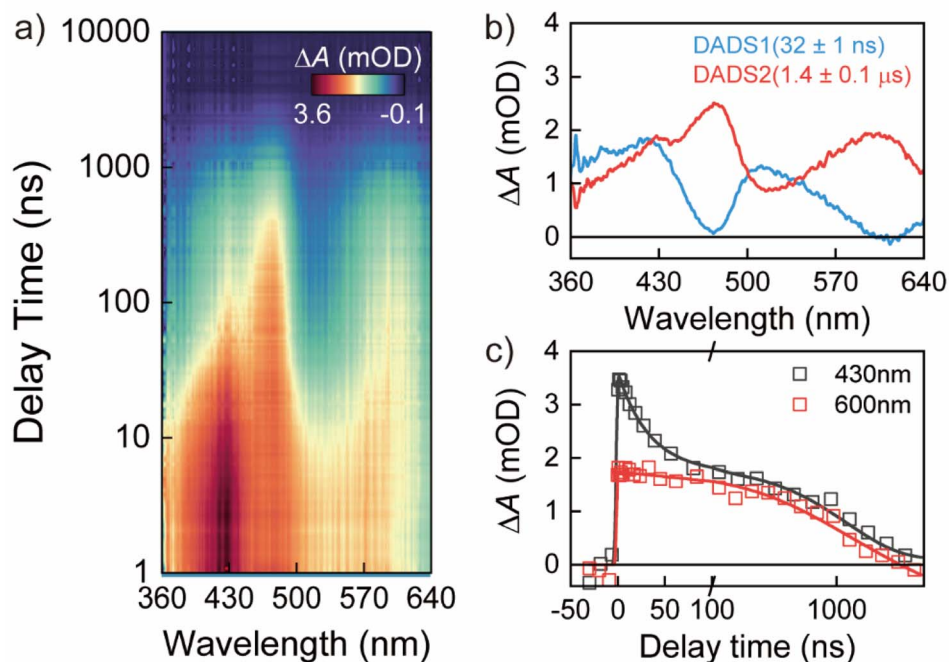 a)
ΔA (mOD)
3.6 -0.1
10000
1000
100
10
1
Delay Time (ns)
360 430 500 570 640
Wavelength (nm)
b)
DADS1(32 ± 1 ns)
DADS2(1.4 ± 0.1 μs)
4
3
2
1
0
ΔA (mOD)
360 430 500 570 640
Wavelength (nm)
c)
430nm
600nm
4
3
2
1
0
ΔA (mOD)
-50 0 50 100 1000
Delay time (ns)